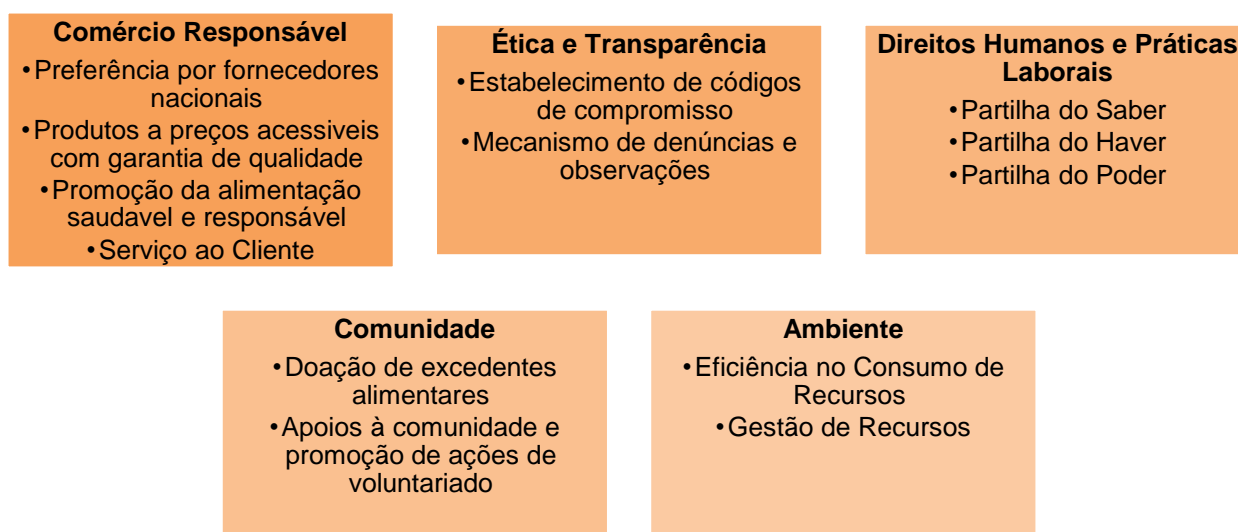 Comércio Responsável
•Preferência por fornecedores
nacionais
•Produtos a preços acessiveis
com garantia de qualidade
•Promoção da alimentação
saudavel e responsável
•Serviço ao Cliente
Ética e Transparência
•Estabelecimento de códigos
de compromisso
•Mecanismo de denúncias e
observações
Direitos Humanos e Práticas
Laborais
•Partilha do Saber
•Partilha do Haver
•Partilha do Poder
Comunidade
•Doação de excedentes
alimentares
•Apoios à comunidade e
promoção de ações de
voluntariado
Ambiente
•Eficiência no Consumo de
Recursos
•Gestão de Recursos